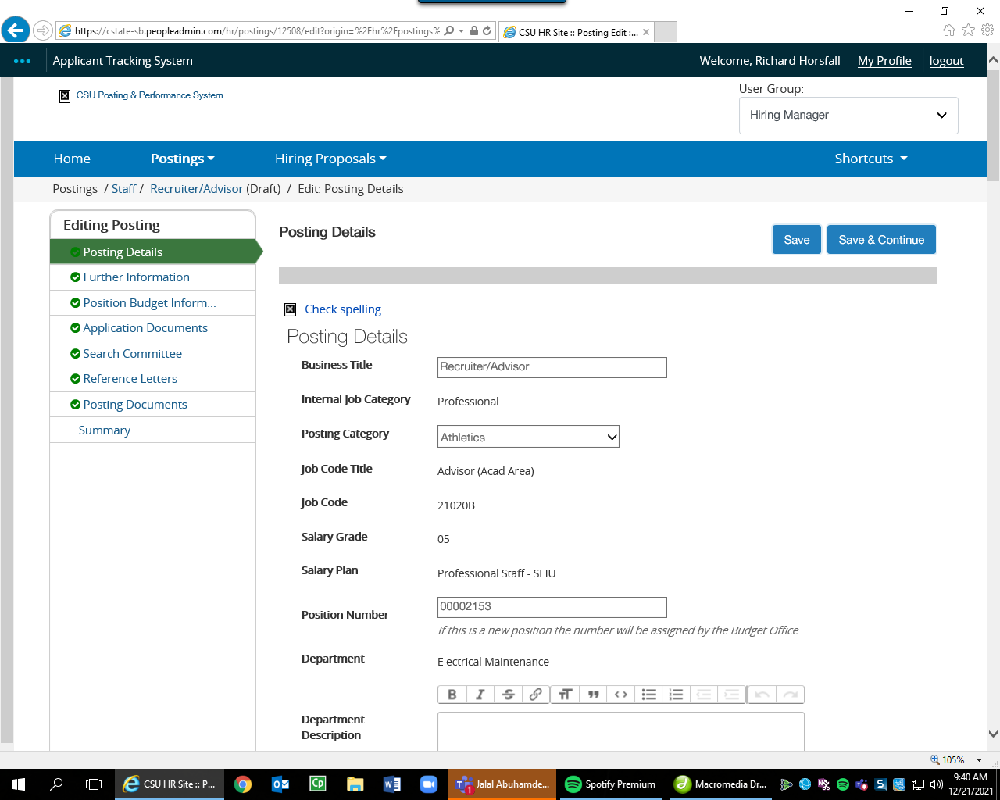 https://cstate-sb.peopleadmin.com/hr/postings/12508/edit?origin=%2Fhr%2Fpostings%
CSU HR Site :: Posting Edit :...
Applicant Tracking System
Welcome, Richard Horsfall
My Profile
logout
CSU Posting & Performance System
User Group:
Hiring Manager
Home
Postings
Hiring Proposals
Shortcuts
Postings / Staff / Recruiter/Advisor (Draft) / Edit: Posting Details
Editing Posting
Posting Details
Further Information
Position Budget Inform...
Application Documents
Search Committee
Reference Letters
Posting Documents
Summary
Posting Details
Save
Save & Continue
Check spelling
Posting Details
Business Title
Recruiter/Advisor
Internal Job Category
Professional
Posting Category
Athletics
Job Code Title
Advisor (Acad Area)
Job Code
21020B
Salary Grade
05
Salary Plan
Professional Staff - SEIU
Position Number
00002153
If this is a new position the number will be assigned by the Budget Office.
Department
Electrical Maintenance
Department
Description
105%
CSU HR Site :: P...
Jalal Abuhamde...
1
Spotify Premium
Macromedia Dr...
9:40 AM
12/21/2021